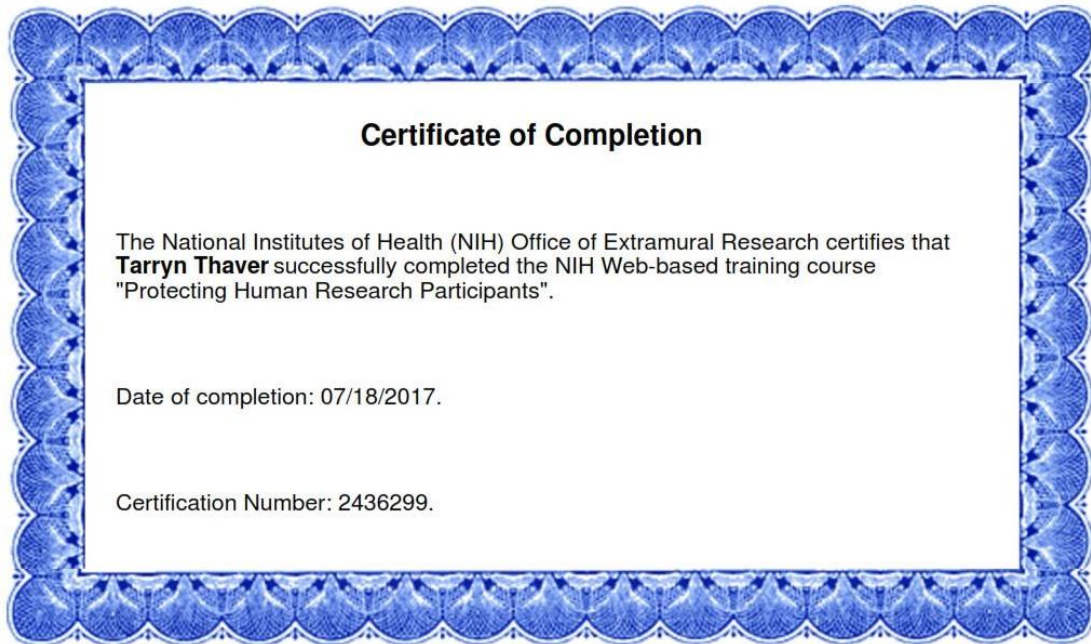 Certificate of Completion
The National Institutes of Health (NIH) Office of Extramural Research certifies that
Tarryn Thaver successfully completed the NIH Web-based training course
"Protecting Human Research Participants".
Date of completion: 07/18/2017.
Certification Number: 2436299.